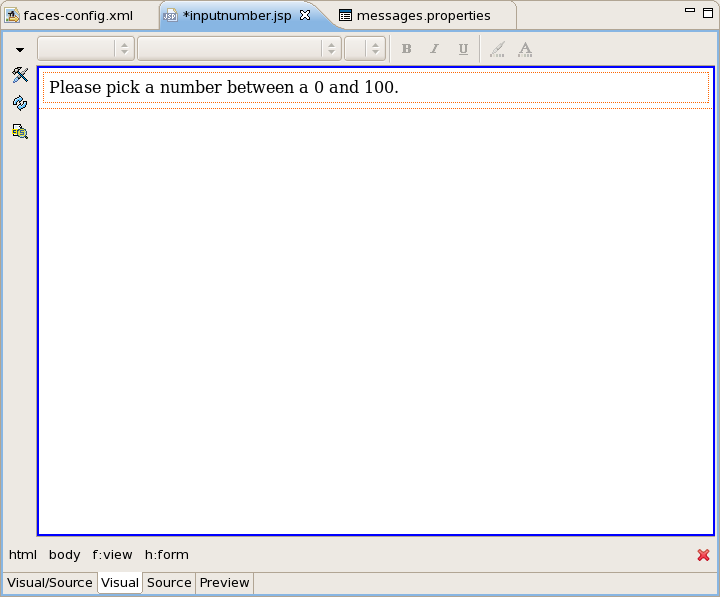 faces-config.xml *inputnumber.jsp messages.properties
B I U A
Please pick a number between a 0 and 100.
html body f:view h:form
Visual/Source Visual Source Preview